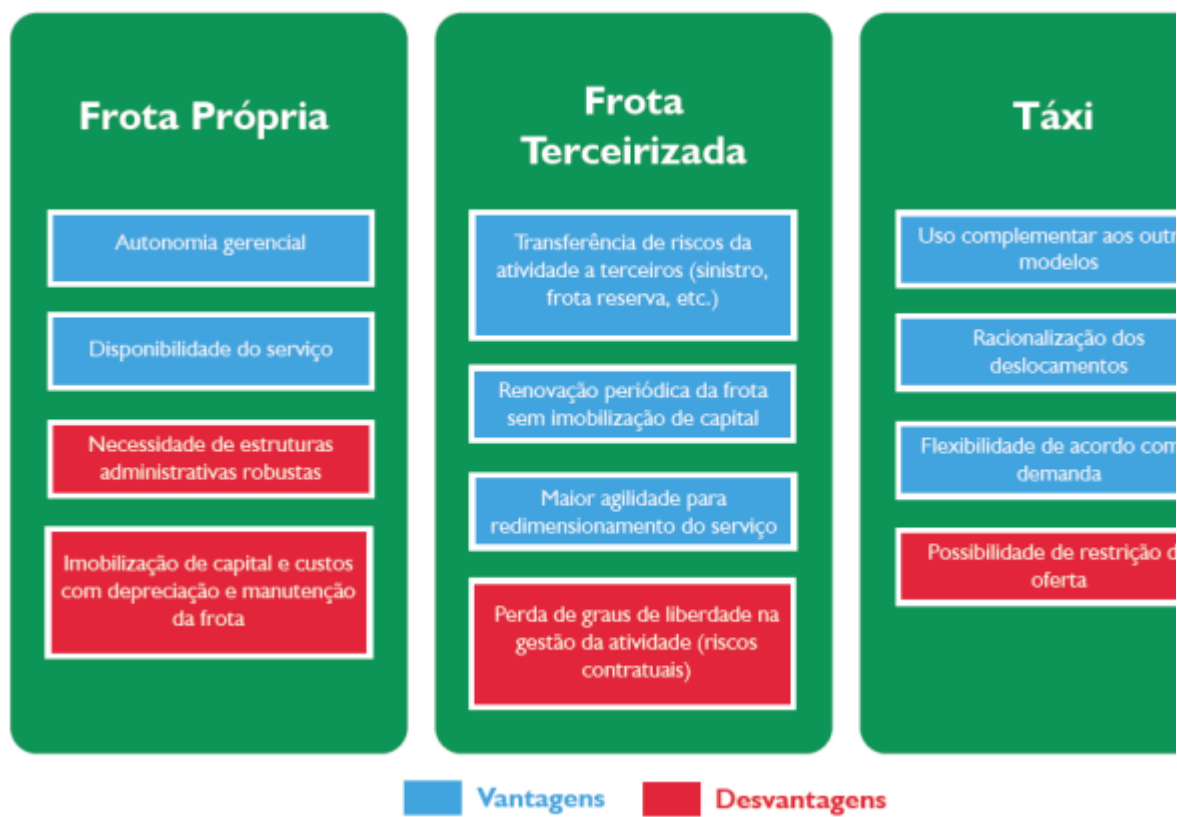 Frota Própria
Autonomia gerencial
Disponibilidade do serviço
Necessidade de estruturas
administrativas robustas
Imobilização de capital e custos
com depreciação e manutenção
da frota
Frota
Terceirizada
Transferência de riscos da
atividade a terceiros (sinistro,
frota reserva, etc.)
Renovação periódica da frota
sem imobilização de capital
Maior agilidade para
redimensionamento do serviço
Perda de graus de liberdade na
gestão da atividade (riscos
contratuais)
Táxi
Uso complementar aos
modelos
Racionalização dos
deslocamentos
Flexibilidade de acordo
demanda
Possibilidade de restrição
oferta
Vantagens
Desvantagens